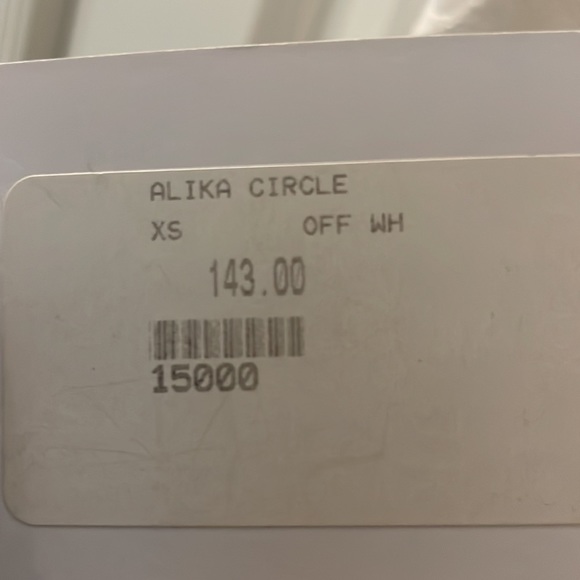 ALIKA CIRCLE
XS OFF WH
143.00
15000